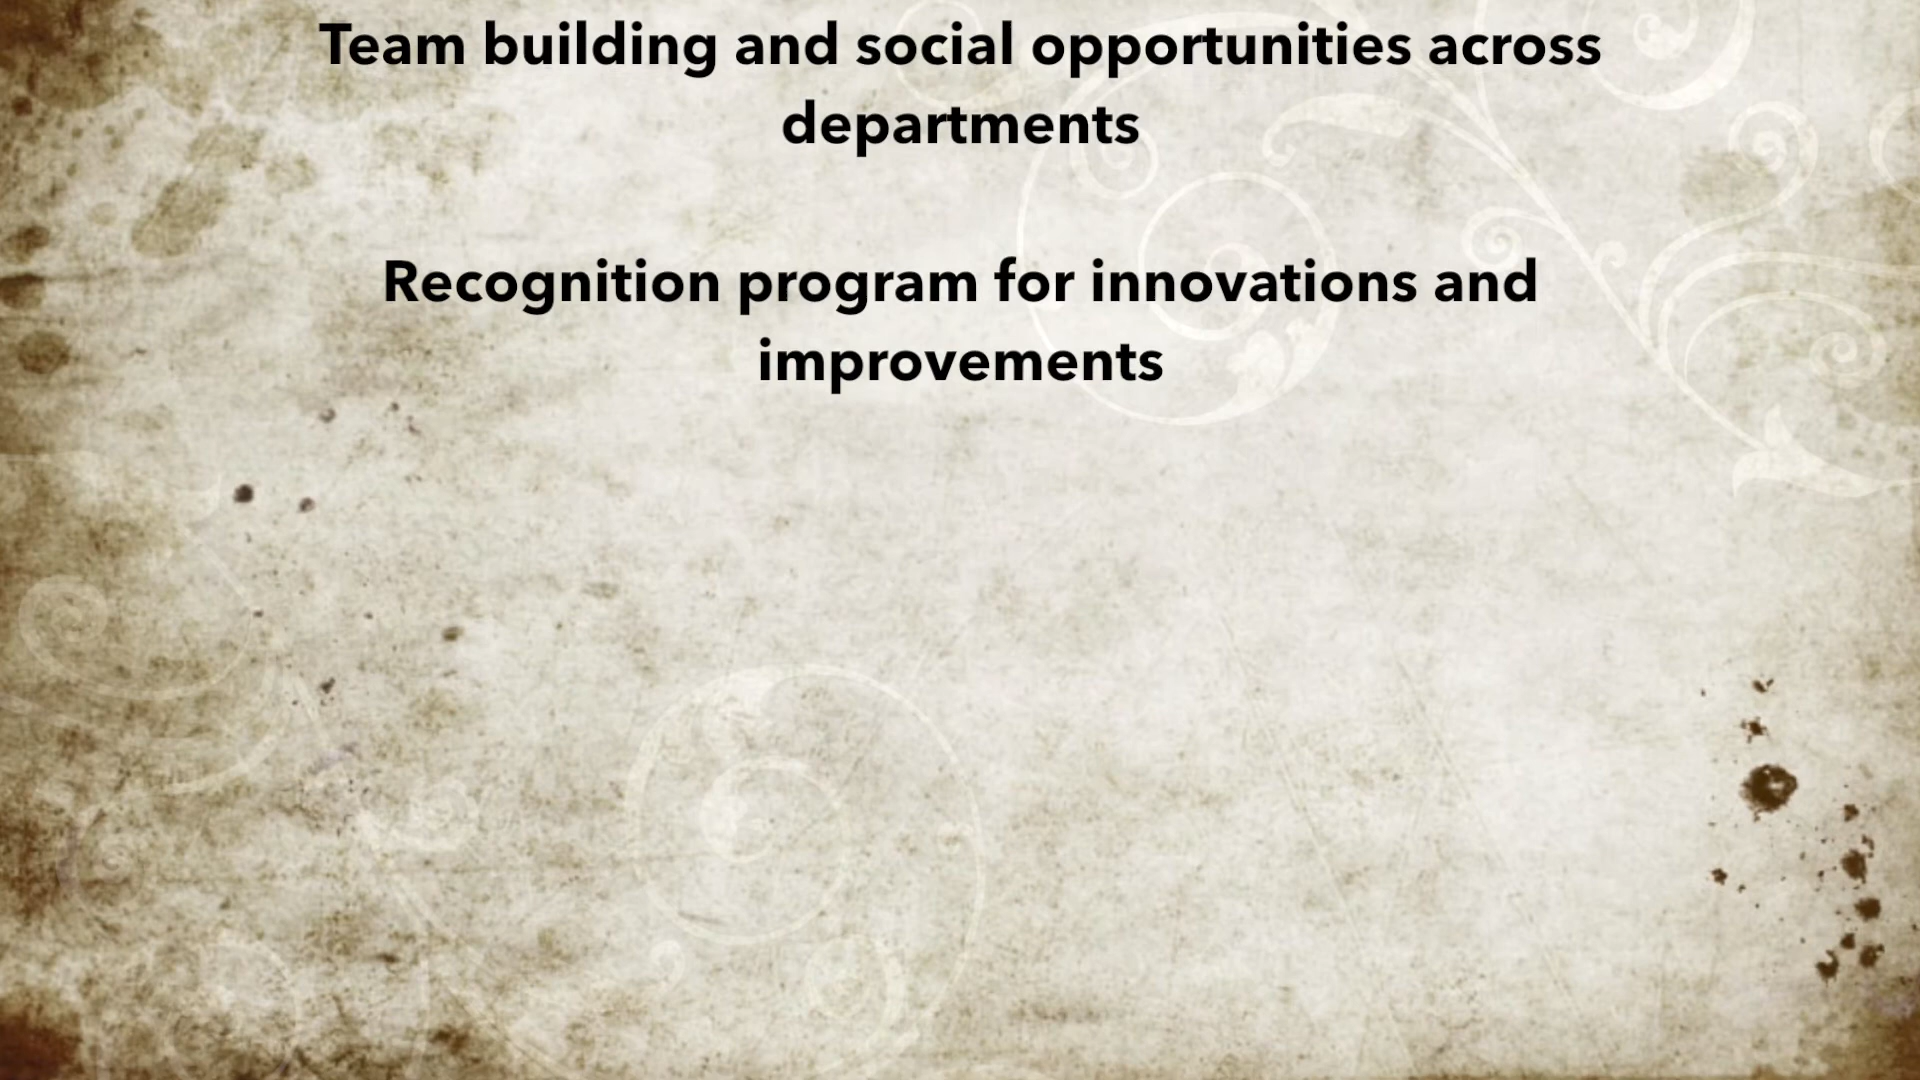 Team building and social opportunities across
departments
Recognition program for innovations and
improvements